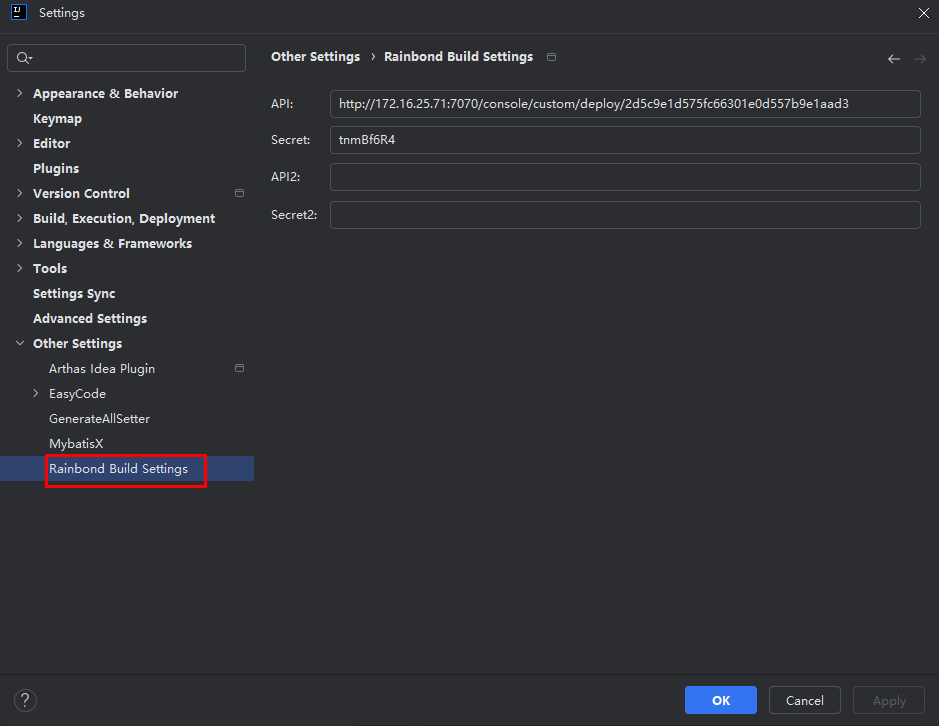 Settings
Other Settings › Rainbond Build Settings
Appearance & Behavior
Keymap
Editor
Plugins
Version Control
Build, Execution, Deployment
Languages & Frameworks
Tools
Settings Sync
Advanced Settings
Other Settings
Arthas Idea Plugin
EasyCode
GenerateAllSetter
MybatisX
Rainbond Build Settings
API: http://172.16.25.71:7070/console/custom/deploy/2d5c9e1d575fc66301e0d557b9e1aad3
Secret: tnmBf6R4
API2:
Secret2:
? OK Cancel Apply